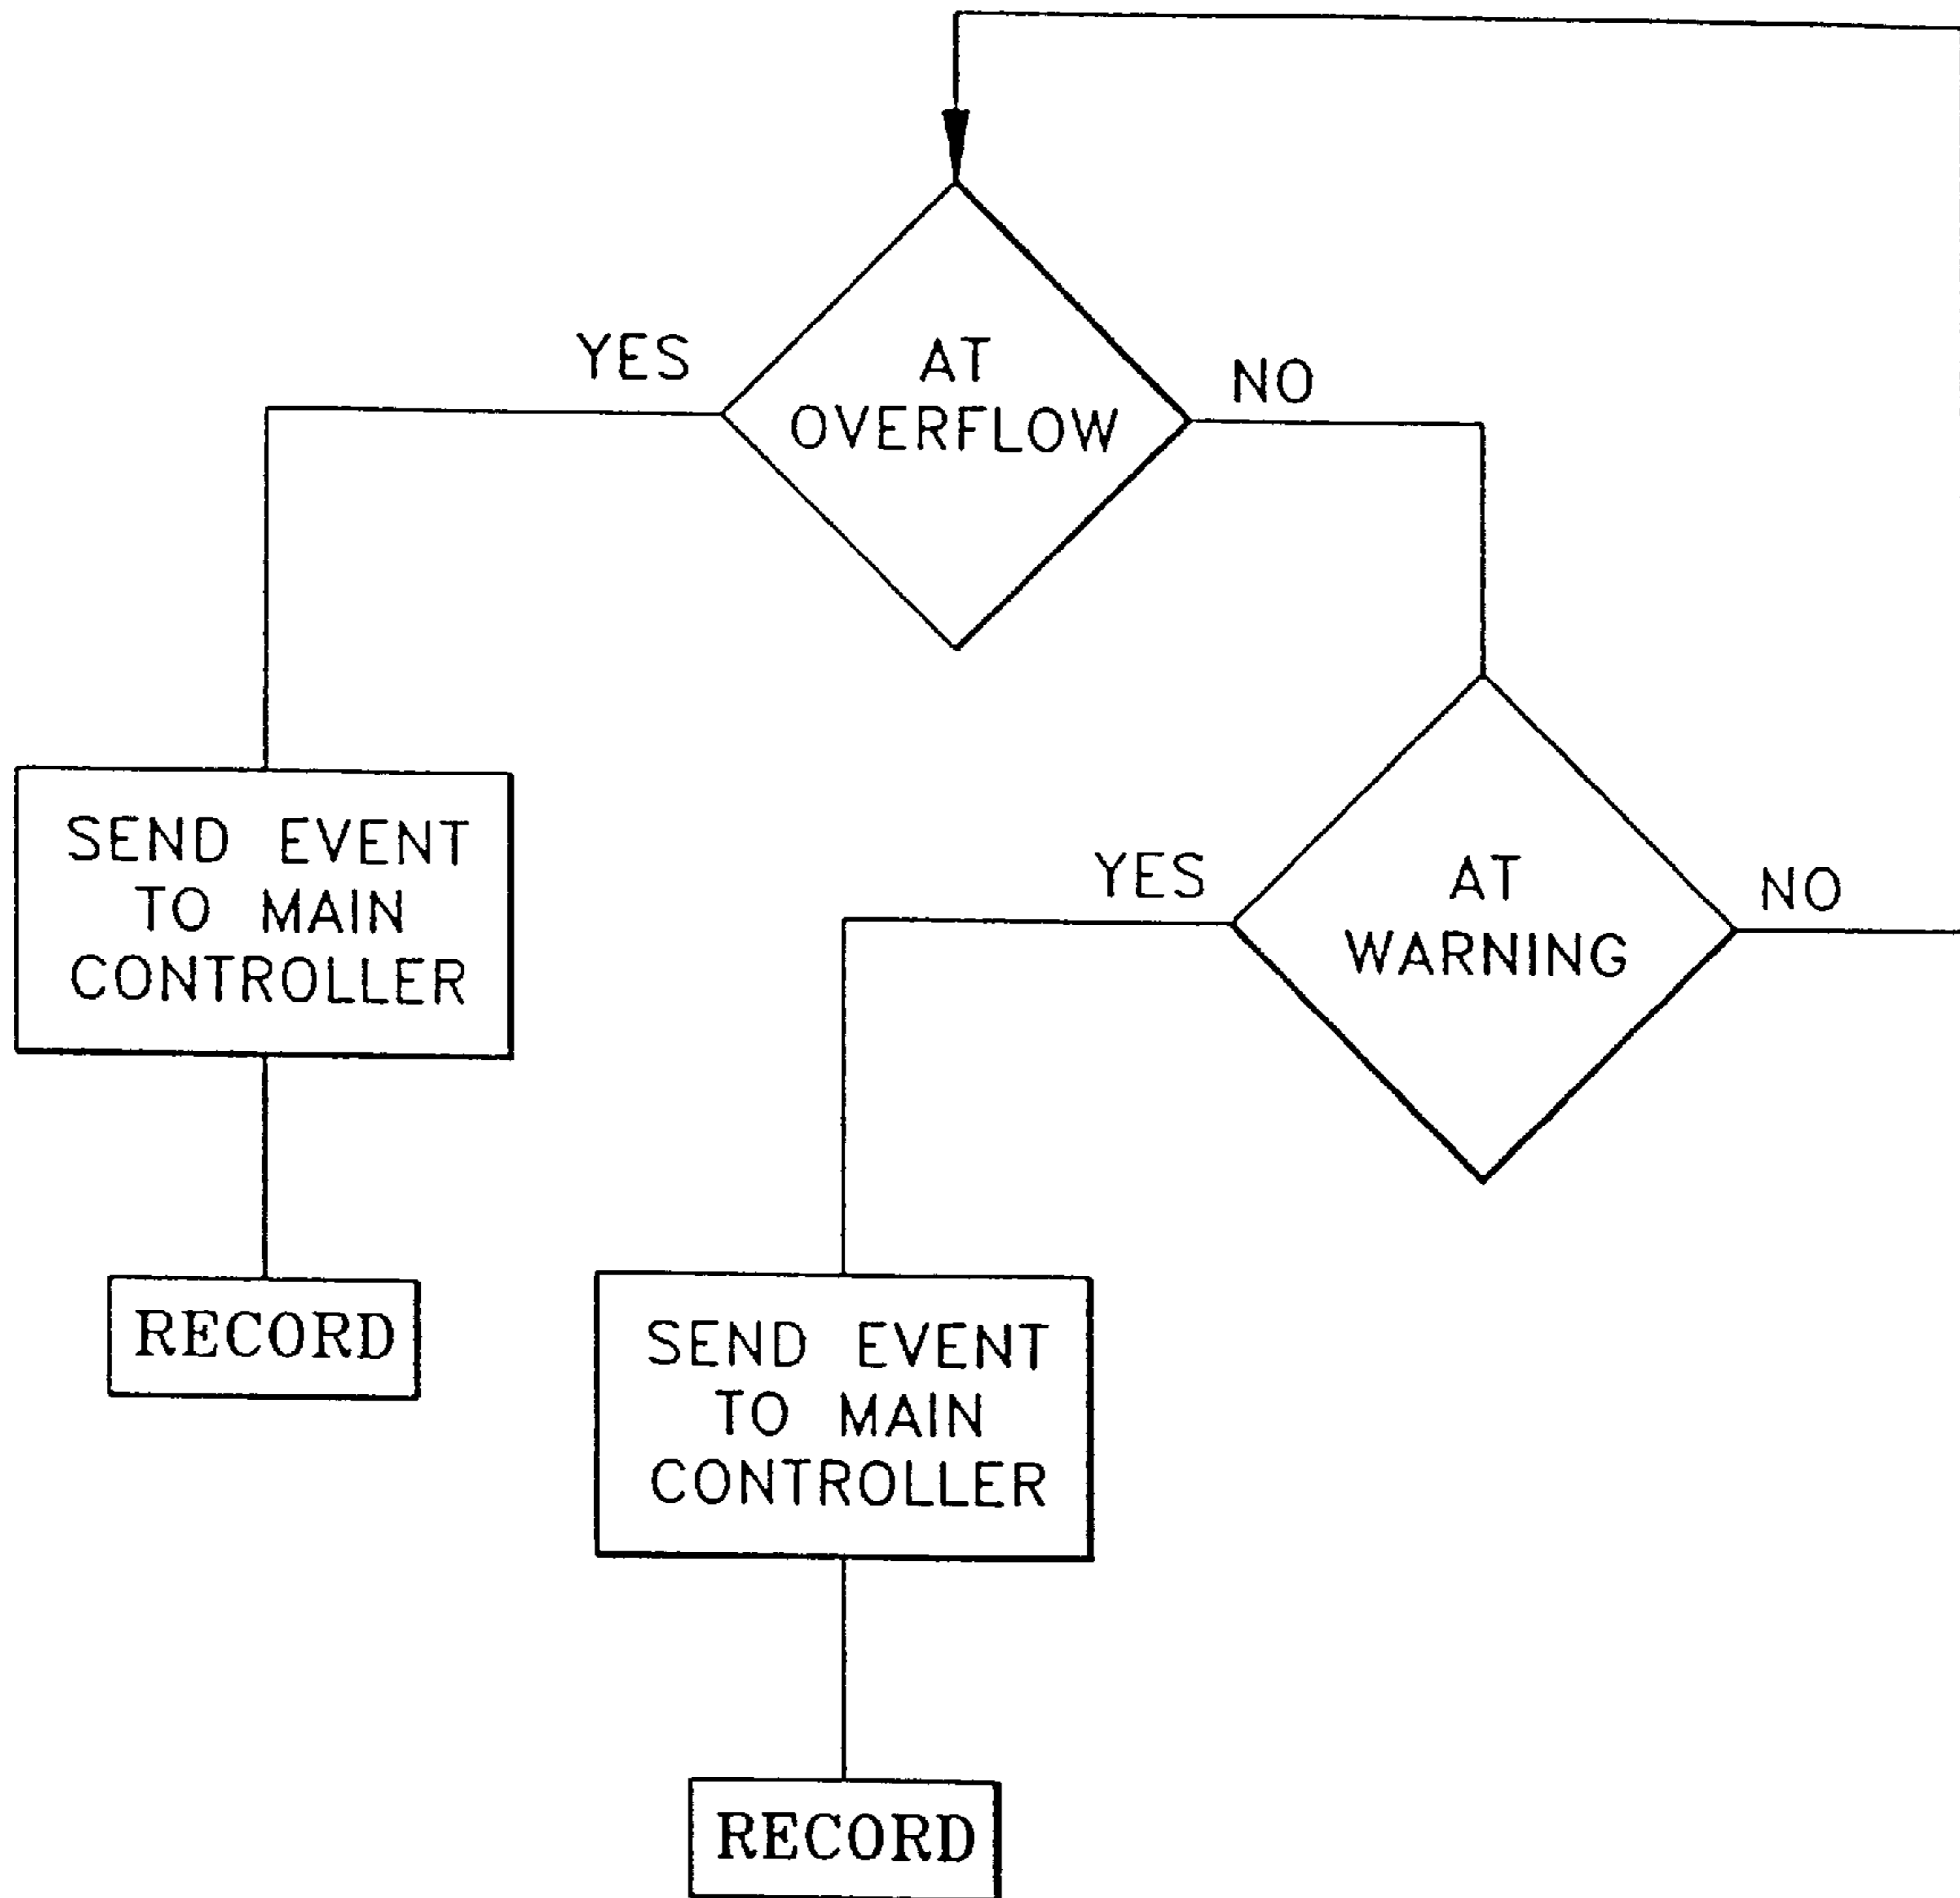 YES
AT
OVERFLOW
NO
SEND EVENT
TO MAIN
CONTROLLER
YES
AT
WARNING
NO
RECORD
SEND EVENT
TO MAIN
CONTROLLER
RECORD